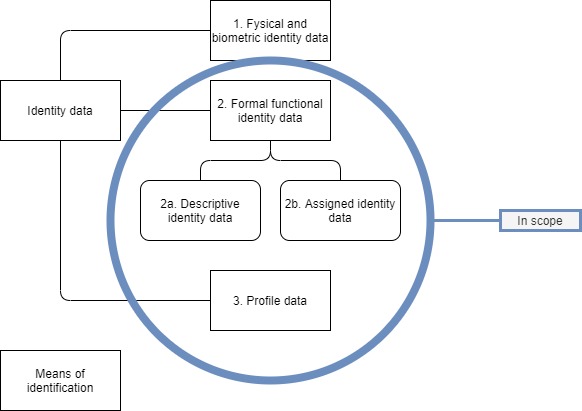 1. Fysical and
biometric identity data
Identity data
2. Formal functional
identity data
2a. Descriptive
identity data
2b. Assigned identity
data
In scope
3. Profile data
Means of
identification